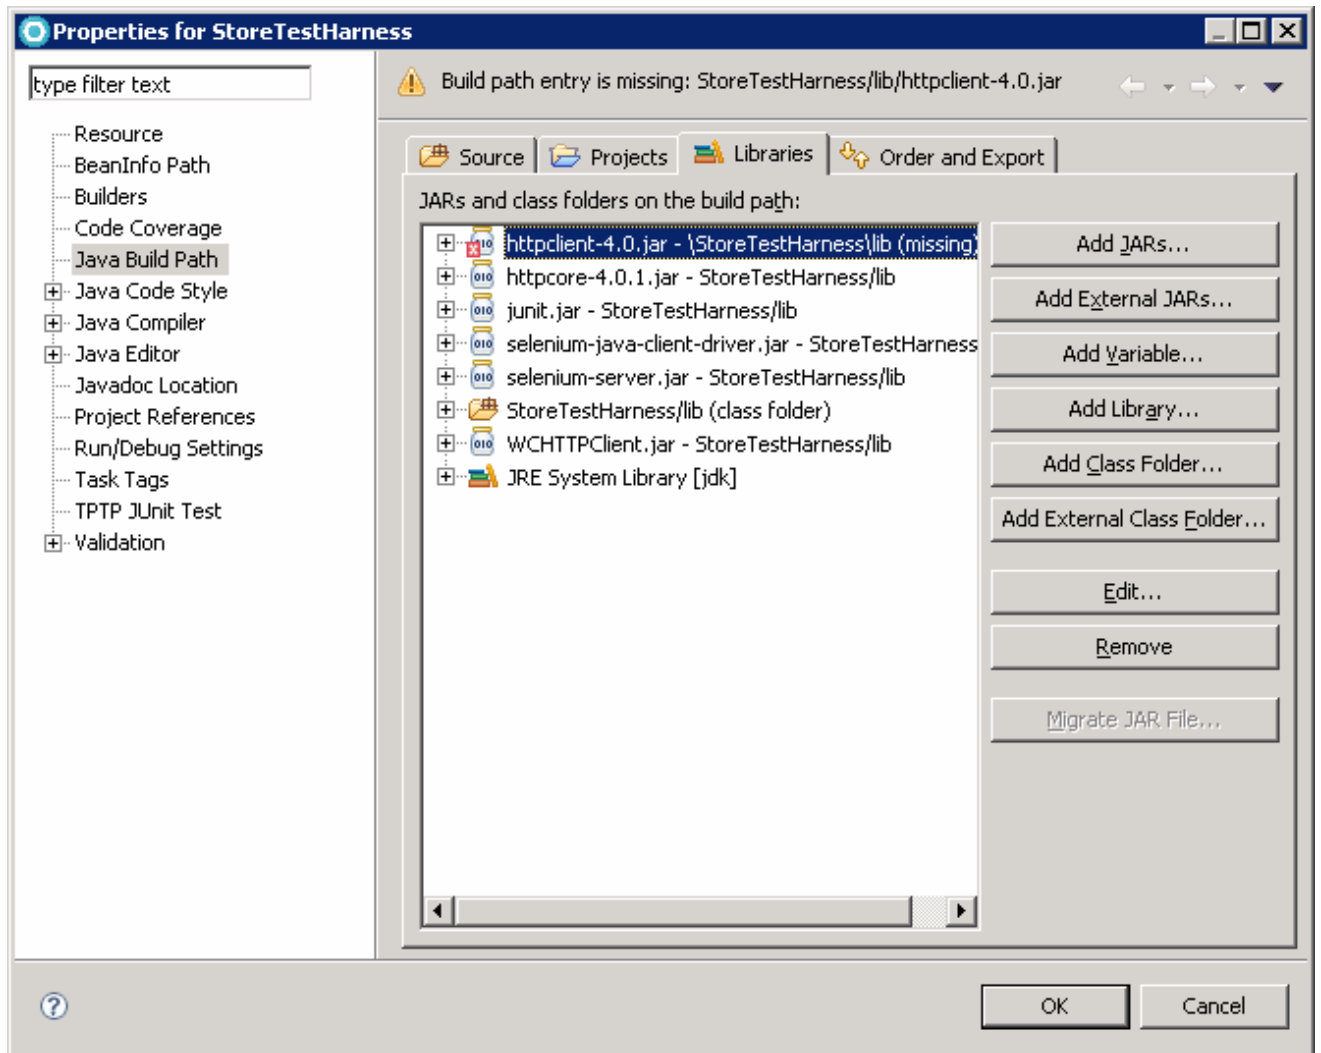 Properties for StoreTestHarness
type filter text
Build path entry is missing: StoreTestHarness/lib/httpclient-4.0.jar
Resource
BeanInfo Path
Builders
Code Coverage
Java Build Path
Java Code Style
Java Compiler
Java Editor
Javadoc Location
Project References
Run/Debug Settings
Task Tags
TPTP JUnit Test
Validation
Source
Projects
Libraries
Order and Export
JARs and class folders on the build path:
httpclient-4.0.jar - \StoreTestHarness\lib (missing)
httpcore-4.0.1.jar - StoreTestHarness/lib
junit.jar - StoreTestHarness/lib
selenium-java-client-driver.jar - StoreTestHarness
selenium-server.jar - StoreTestHarness/lib
StoreTestHarness/lib (class folder)
WCHTTPClient.jar - StoreTestHarness/lib
JRE System Library [jdk]
Add JARs...
Add External JARs...
Add Variable...
Add Library...
Add Class Folder...
Add External Class Folder...
Edit...
Remove
Migrate JAR File...
OK
Cancel